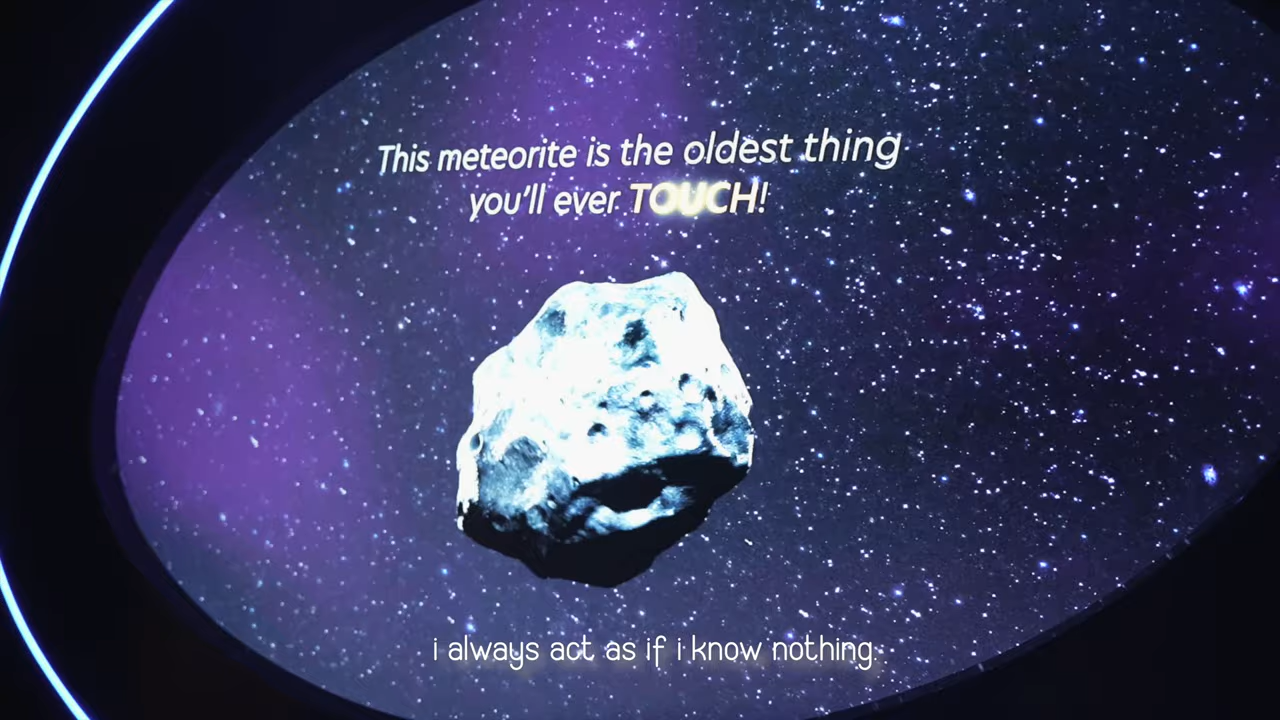 This meteorite is the oldest thing
you'll ever TOUCH!
i always act as if i know nothing